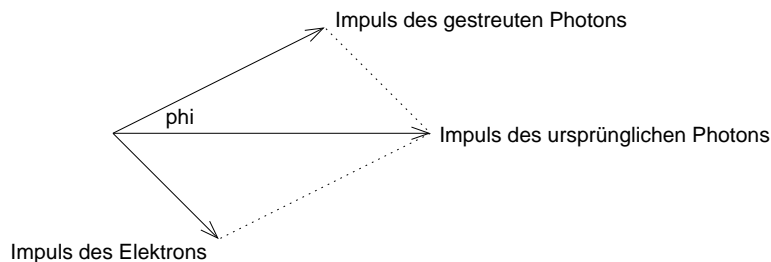 Impuls des gestreuten Photons
phi
Impuls des ursprünglichen Photons
Impuls des Elektrons